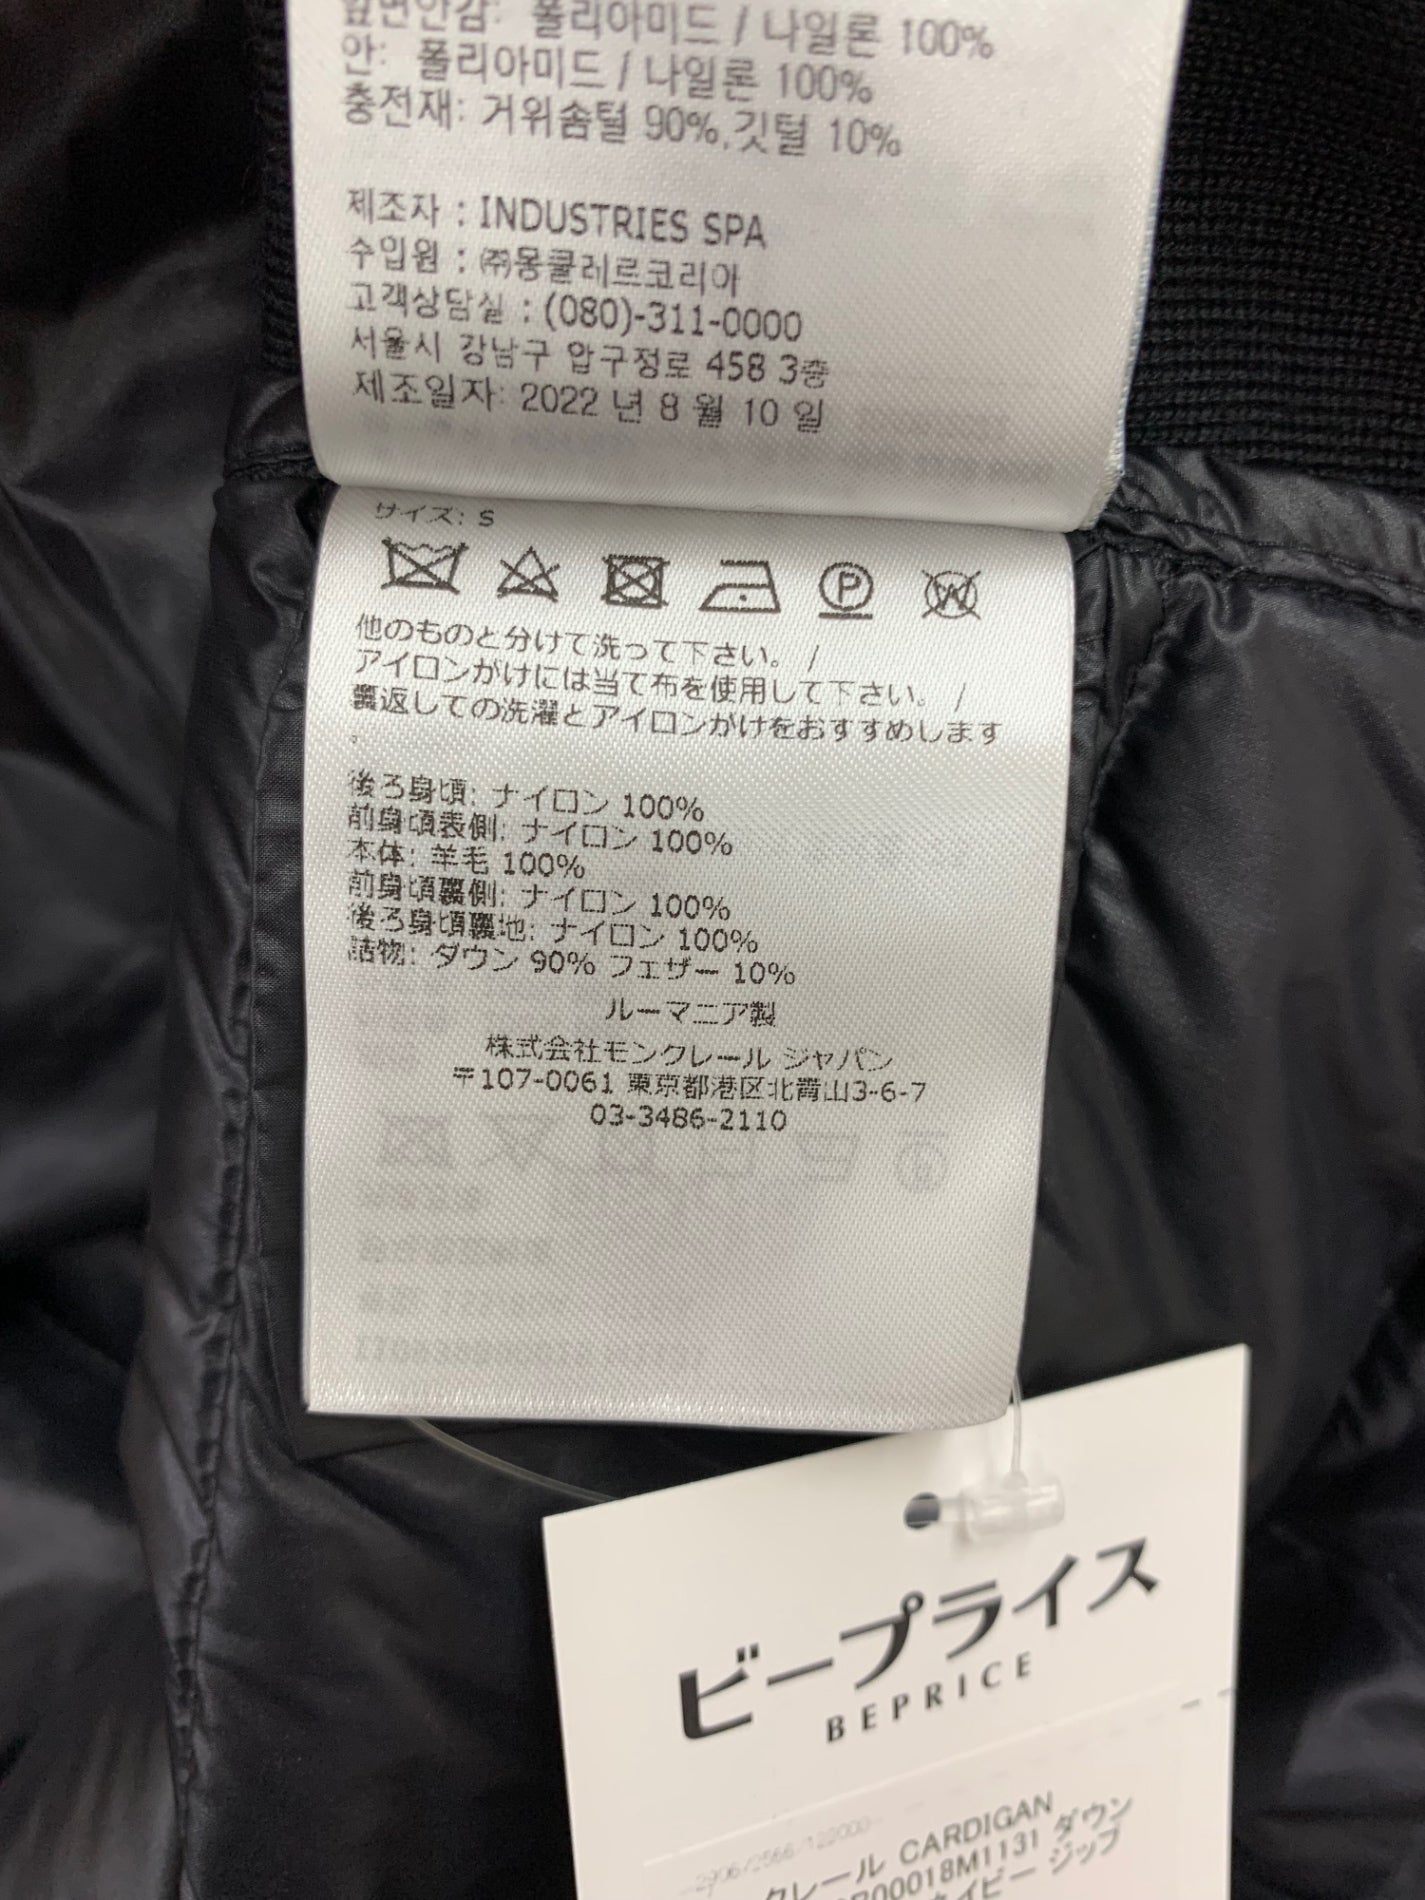 앞면안감: 폴리아미드 / 나일론 100%
안: 폴리아미드 / 나일론 100%
충전재: 거위솜털 90%,깃털 10%
제조자 : INDUSTRIES SPA
수입원 : ㈜몽클레르코리아
고객상담실 : (080)-311-0000
서울시 강남구 압구정로 458 3층
제조일자: 2022 년 8 월 10 일
サイズ: S
他のものと分けて洗って下さい。 /
アイロンがけには当て布を使用して下さい。 /
裏返しての洗濯とアイロンがけをおすすめします
。
後ろ身頃: ナイロン 100%
前身頃表側: ナイロン 100%
本体: 羊毛 100%
前身頃裏側: ナイロン 100%
後ろ身頃裏地: ナイロン 100%
詰物: ダウン 90% フェザー 10%
ルーマニア製
株式会社モンクレール ジャパン
〒107-0061 東京都港区北青山3-6-7
03-3486-2110
ビープライス
BEPRICE
クレール CARDIGAN
00018M1131 ダウン
イビー ジップ